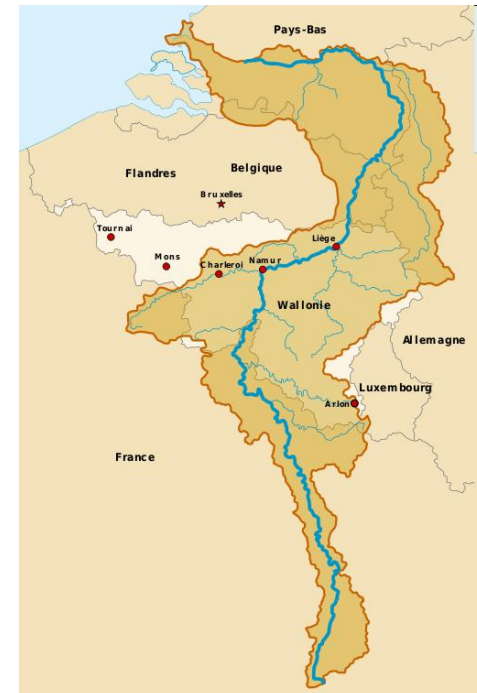 Pays-Bas
Flandres
Belgique
Bruxelles
Tournai
Mons
Charleroi
Namur
Liège
Wallonie
Allemagne
Luxembourg
Arlon
France